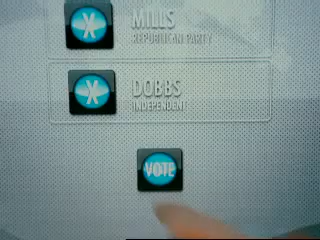 X MILLS
REPUBLICAN PARTY
X DOBBS
INDEPENDENT
VOTE